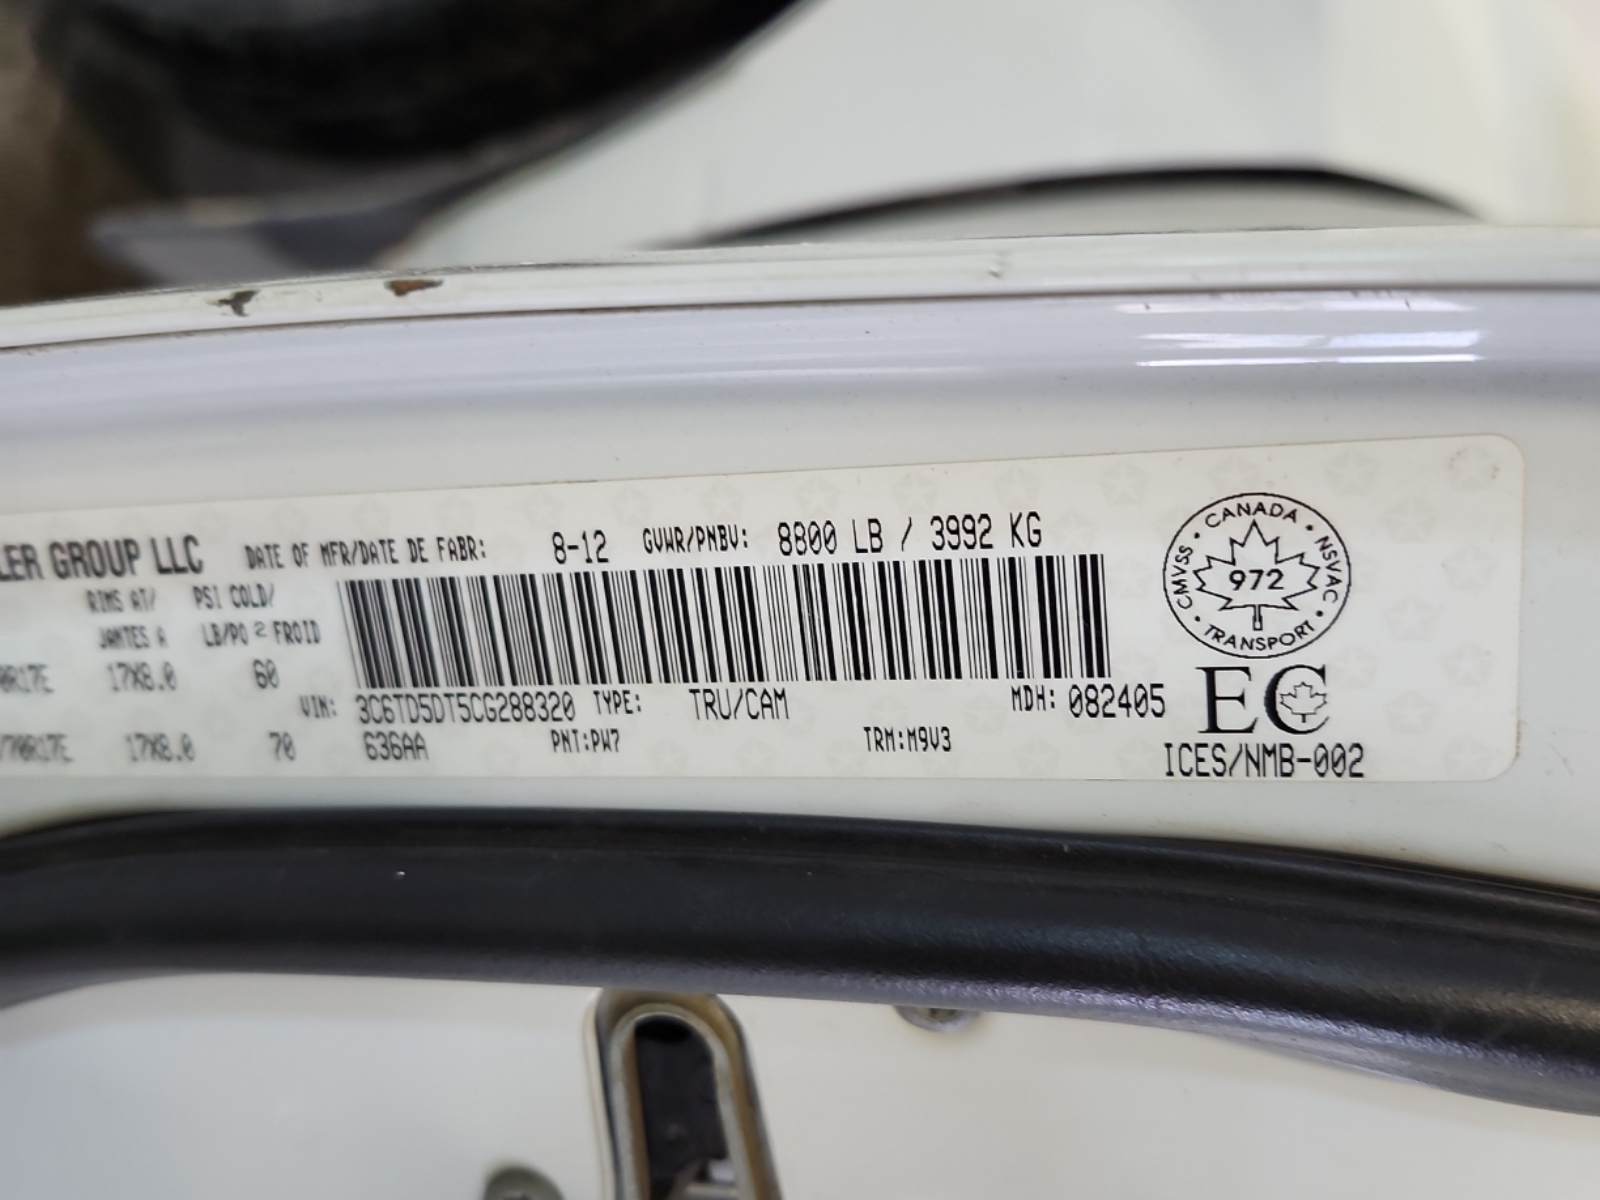 LER GROUP LLC DATE OF MFR/DATE DE FABR: 8-12 GVWR/PNBV: 8800 LB / 3992 KG
RIMS AT/ PSI COLD/
JANTES A LB/PO 2 FROID
0R17E 17X8.0 60
VIN: 3C6TD5DT5CG288320 TYPE: TRU/CAM MDH: 082405
/70R17E 17X8.0 70 636AA PNT:PW7 TRM:M9V3
CANADA
CMVSS • 972 • NSVAC
TRANSPORT
EC
ICES/NMB-002